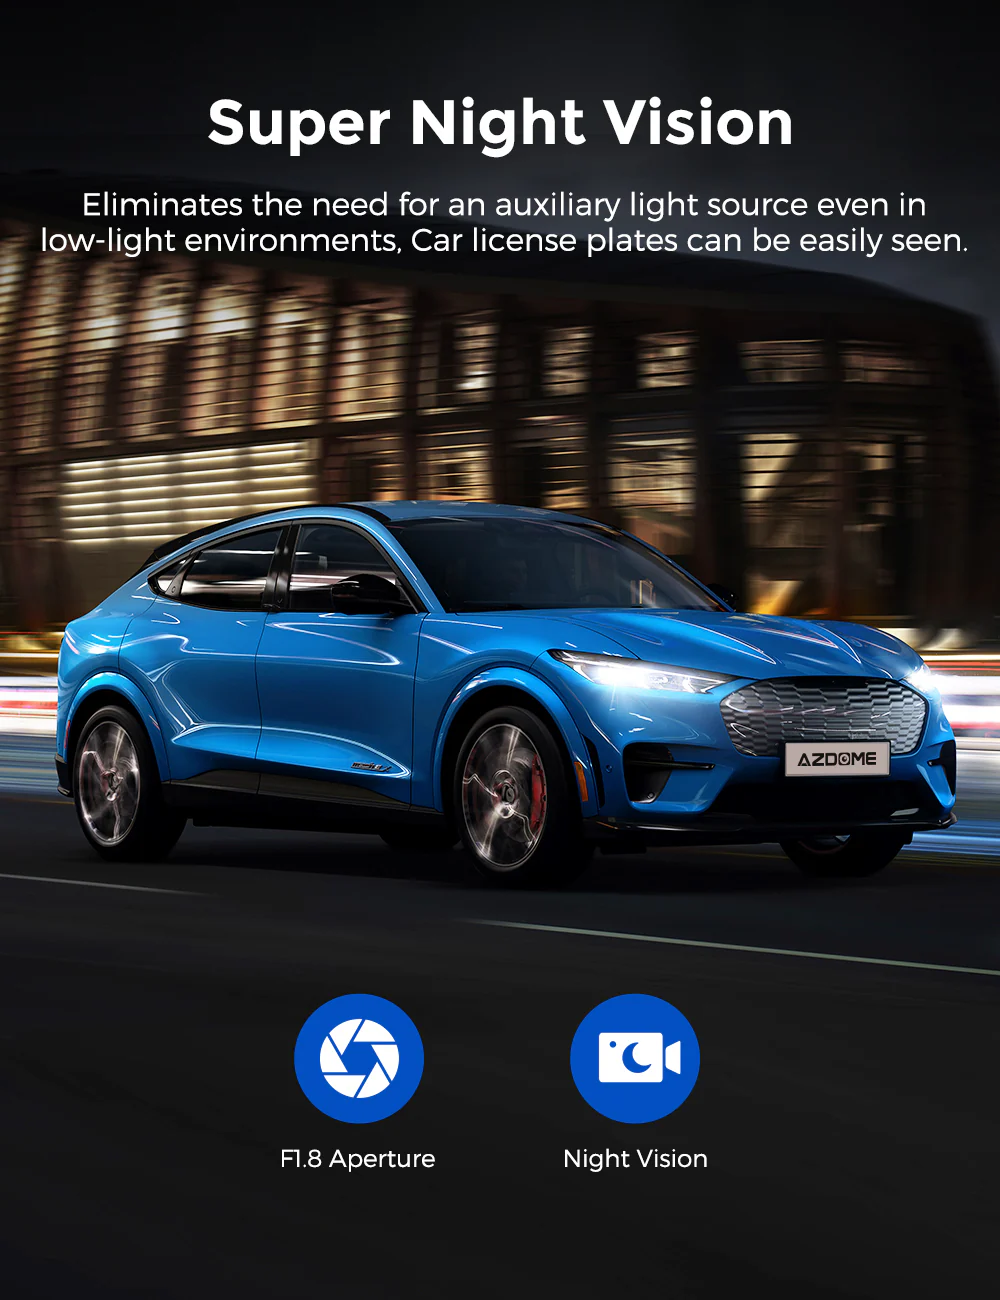 Super Night Vision
Eliminates the need for an auxiliary light source even in
low-light environments, Car license plates can be easily seen.
AZDOME
F1.8 Aperture
Night Vision